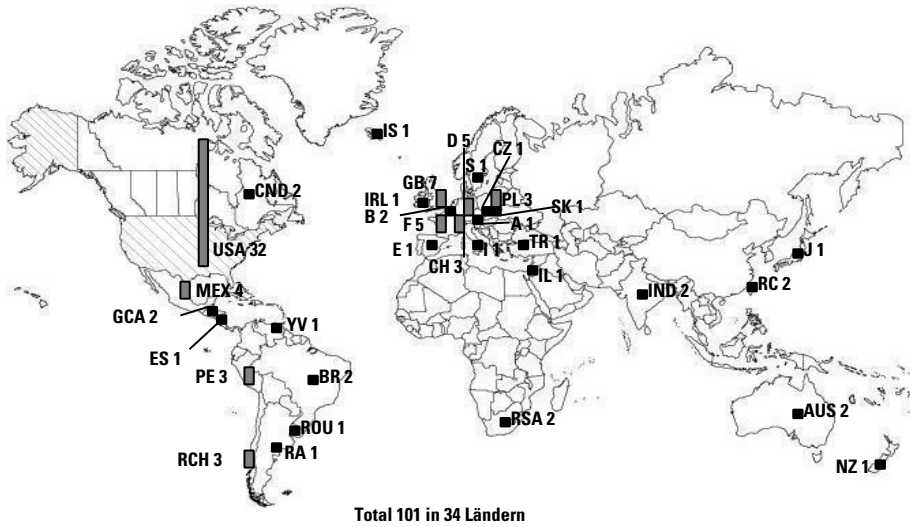 IS 1
D 5
CZ 1
S 1
GB 7
CND 2
IRL 1
PL 3
B 2
SK 1
F 5
A 1
USA 32
E 1
I 1
TR 1
J 1
CH 3
IL 1
MEX 4
IND 2
RC 2
GCA 2
YV 1
ES 1
PE 3
BR 2
AUS 2
ROU 1
RSA 2
RA 1
RCH 3
NZ 1
Total 101 in 34 Ländern